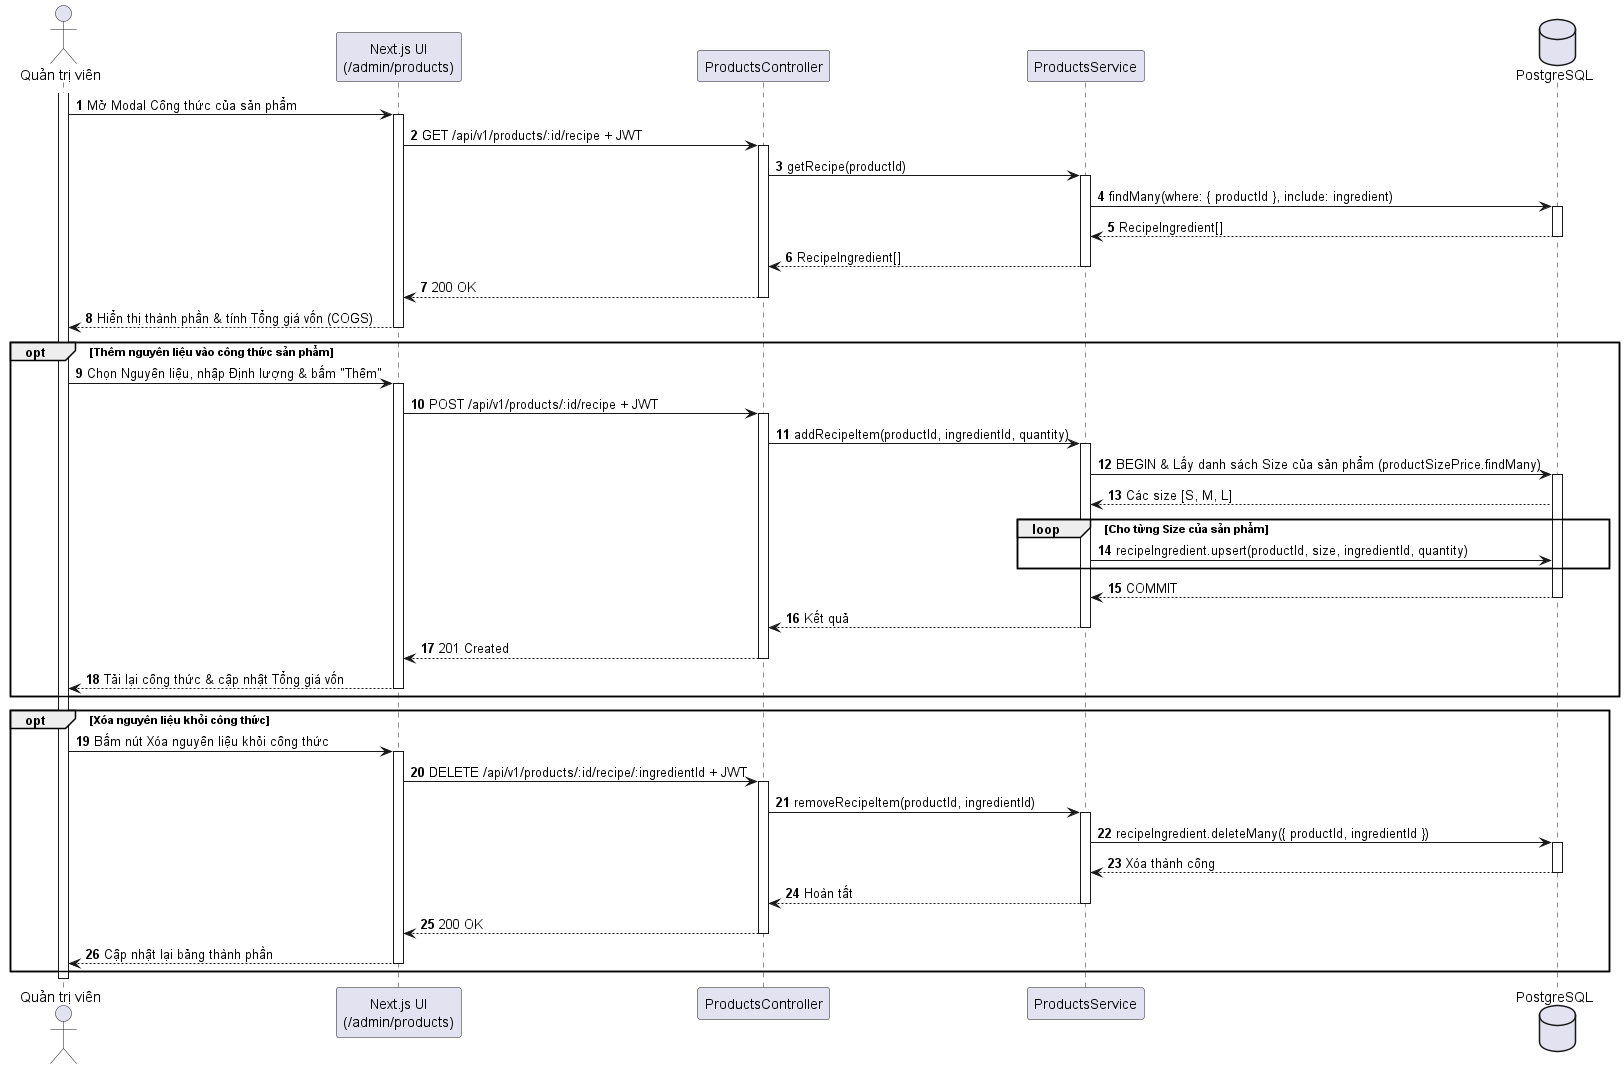 Quản trị viên
Next.js UI
(/admin/products)
ProductsController
ProductsService
PostgreSQL
1 Mở Modal Công thức của sản phẩm
2 GET /api/v1/products/:id/recipe + JWT
3 getRecipe(productId)
4 findMany(where: { productId }, include: ingredient)
5 RecipeIngredient[]
6 RecipeIngredient[]
7 200 OK
8 Hiển thị thành phần & tính Tổng giá vốn (COGS)
opt [Thêm nguyên liệu vào công thức sản phẩm]
9 Chọn Nguyên liệu, nhập Định lượng & bấm "Thêm"
10 POST /api/v1/products/:id/recipe + JWT
11 addRecipeItem(productId, ingredientId, quantity)
12 BEGIN & Lấy danh sách Size của sản phẩm (productSizePrice.findMany)
13 Các size [S, M, L]
loop [Cho từng Size của sản phẩm]
14 recipeIngredient.upsert(productId, size, ingredientId, quantity)
15 COMMIT
16 Kết quả
17 201 Created
18 Tải lại công thức & cập nhật Tổng giá vốn
opt [Xóa nguyên liệu khỏi công thức]
19 Bấm nút Xóa nguyên liệu khỏi công thức
20 DELETE /api/v1/products/:id/recipe/:ingredientId + JWT
21 removeRecipeItem(productId, ingredientId)
22 recipeIngredient.deleteMany({ productId, ingredientId })
23 Xóa thành công
24 Hoàn tất
25 200 OK
26 Cập nhật lại bảng thành phần
Quản trị viên
Next.js UI
(/admin/products)
ProductsController
ProductsService
PostgreSQL